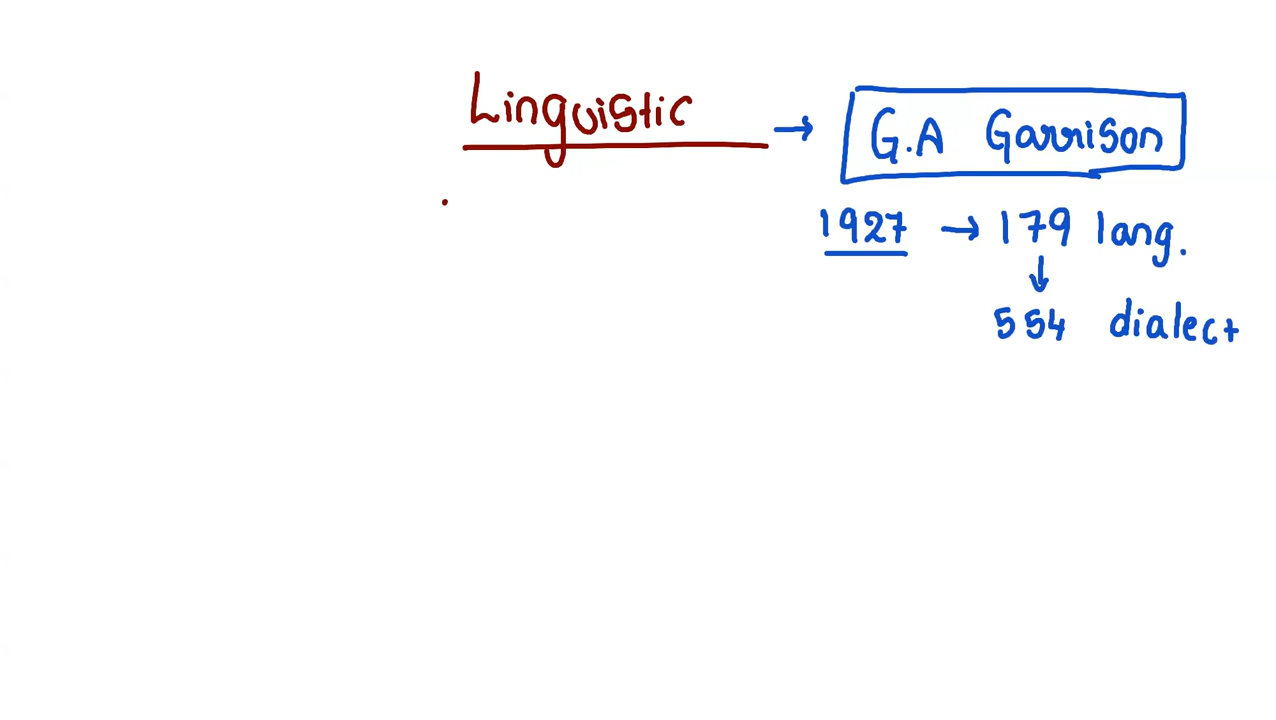 Linguistic → G.A Garrison
1927 → 179 lang.
↓
554 dialect